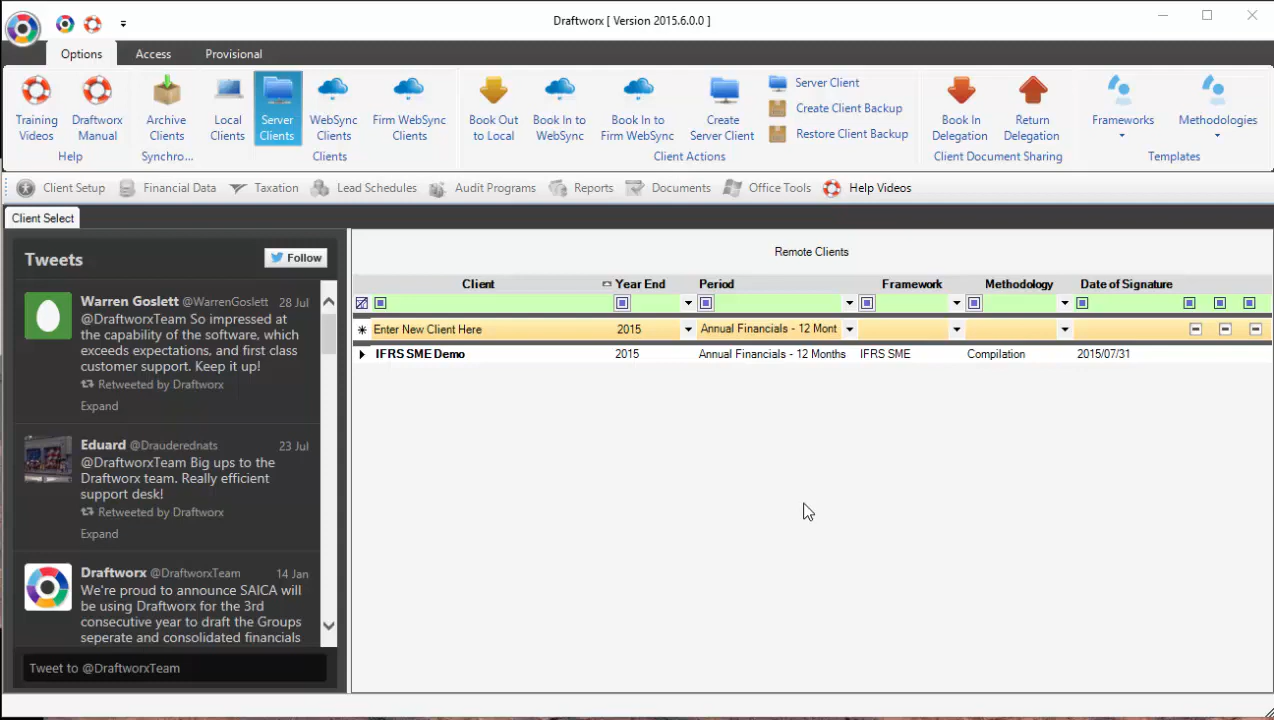 Draftworx [ Version 2015.6.0.0 ]
Options Access Provisional
Training Videos
Draftworm Manual
Help
Archive Clients
Synchro...
Local Clients
Server Clients
WebSync Clients
Firm WebSync Clients
Clients
Book Out to Local
Book In to WebSync
Book In to Firm WebSync
Create Server Client
Server Client
Create Client Backup
Restore Client Backup
Client Actions
Book In Delegation
Return Delegation
Client Document Sharing
Frameworks
Methodologies
Templates
Client Setup Financial Data Taxation Lead Schedules Audit Programs Reports Documents Office Tools Help Videos
Client Select
Tweets
Follow
Warren Goslett @WarrenGoslett 28 Jul
@DraftworxTeam So impressed at
the capability of the software, which
exceeds expectations, and first class
customer support. Keep it up!
Retweeted by Draftworx
Expand
Eduard @Drauderednats 23 Jul
@DraftworxTeam Big ups to the
Draftworx team. Really efficient
support desk!
Retweeted by Draftworx
Expand
Draftworx @DraftworxTeam 14 Jan
We're proud to announce SAICA will
be using Draftworx for the 3rd
consecutive year to draft the Groups
seperate and consolidated financials
Tweet to @DraftworxTeam
Remote Clients
Client Year End Period Framework Methodology Date of Signature
Enter New Client Here 2015 Annual Financials - 12 Mont
IFRS SME Demo 2015 Annual Financials - 12 Months IFRS SME Compilation 2015/07/31